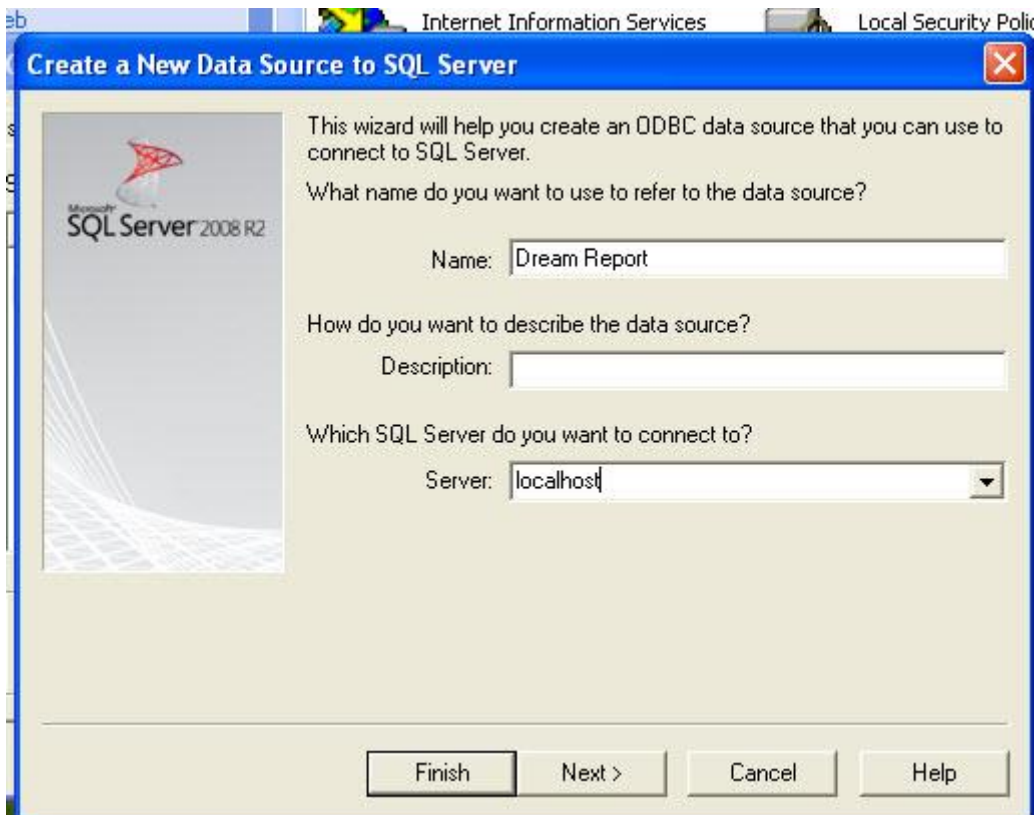 eb
Internet Information Services
Local Security Poli
Create a New Data Source to SQL Server
This wizard will help you create an ODBC data source that you can use to
connect to SQL Server.
What name do you want to use to refer to the data source?
Microsoft
SQL Server 2008 R2
Name: Dream Report
How do you want to describe the data source?
Description:
Which SQL Server do you want to connect to?
Server: localhost
Finish
Next >
Cancel
Help